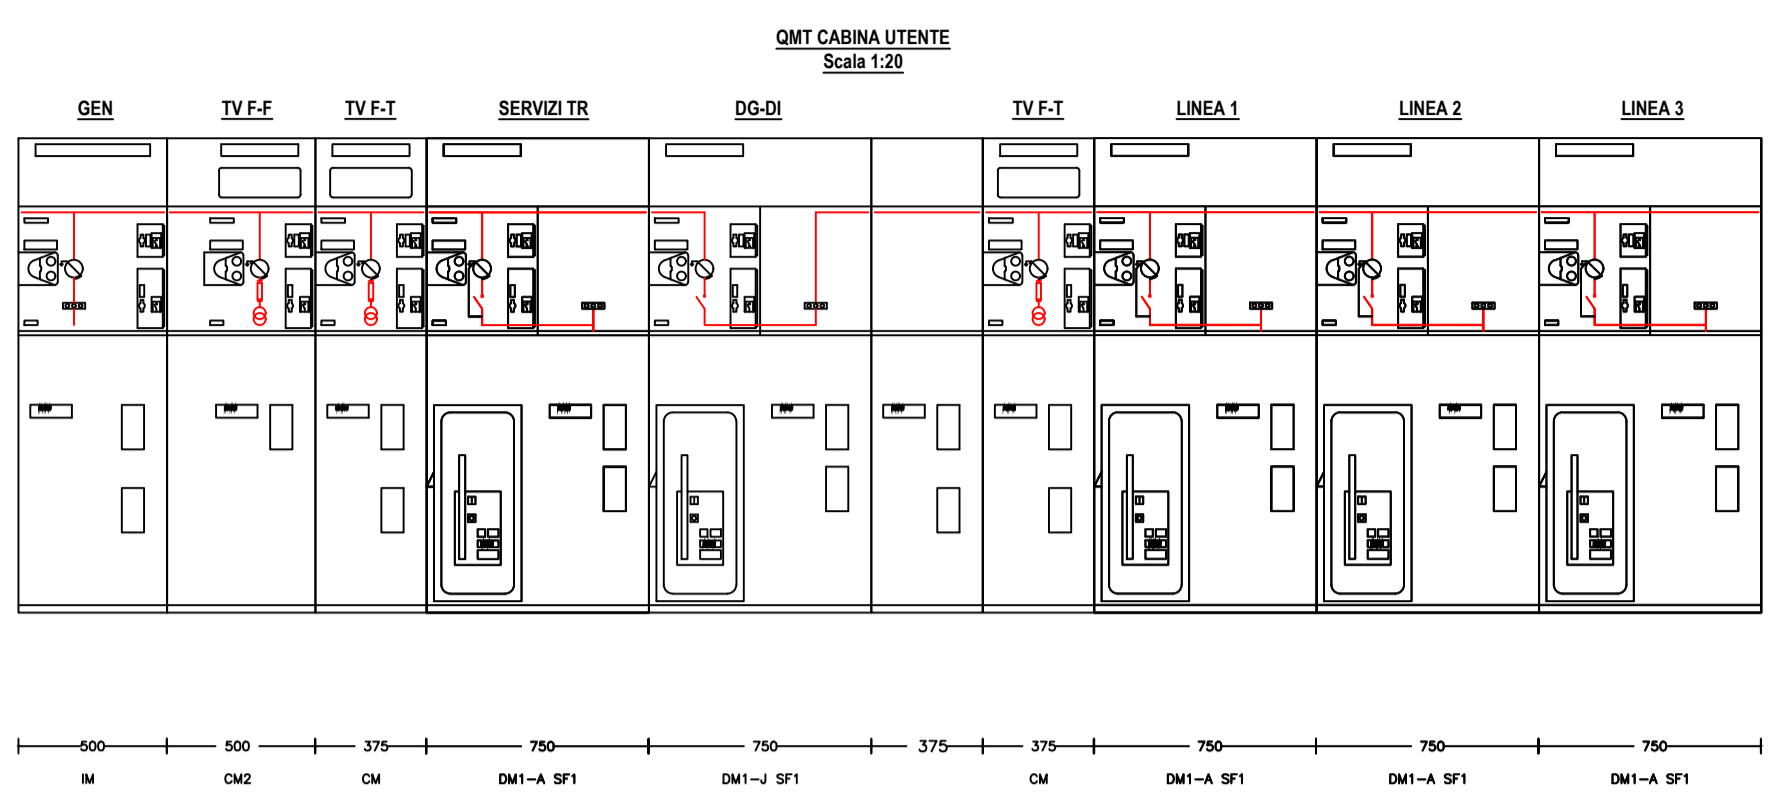 QMT CABINA UTENTE
Scala 1:20
GEN TV F-F TV F-T SERVIZI TR DG-DI TV F-T LINEA 1 LINEA 2 LINEA 3
500 500 375 750 750 375 375 750 750 750
IM CM2 CM DM1-A SF1 DM1-J SF1 CM DM1-A SF1 DM1-A SF1 DM1-A SF1